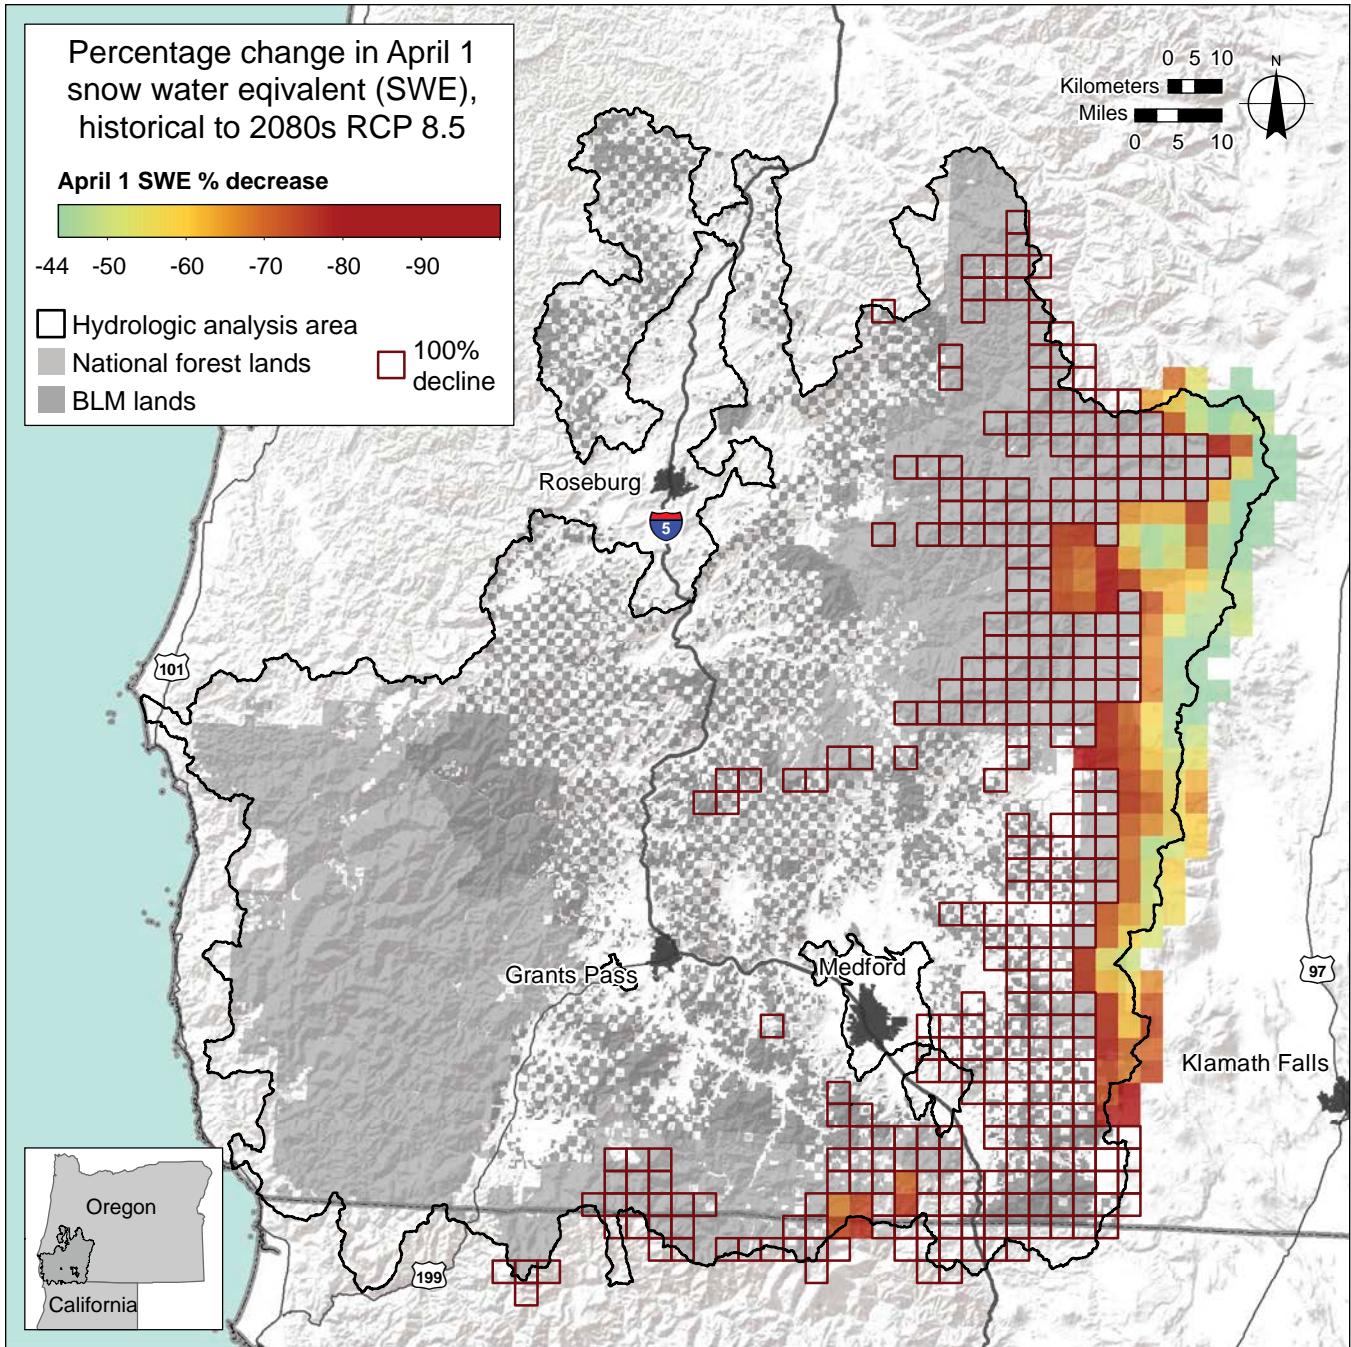 Percentage change in April 1
snow water eqivalent (SWE),
historical to 2080s RCP 8.5
April 1 SWE % decrease
-44 -50 -60 -70 -80 -90
Hydrologic analysis area
National forest lands
BLM lands
100%
decline
0 5 10
Kilometers
Miles
0 5 10
N
Roseburg
5
101
Grants Pass
Medford
97
Klamath Falls
199
Oregon
California